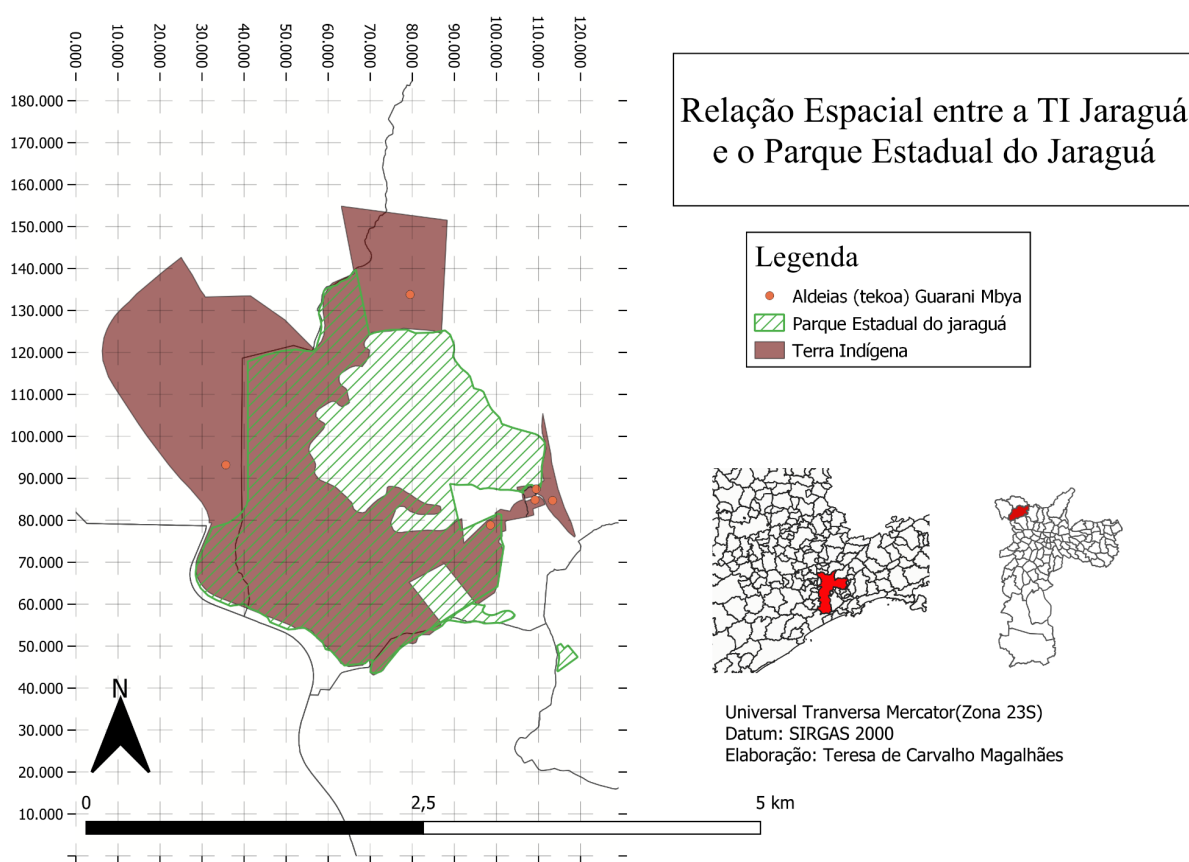 0.000
10.000
20.000
30.000
40.000
50.000
60.000
70.000
80.000
90.000
100.000
110.000
120.000
180.000
170.000
160.000
150.000
140.000
130.000
120.000
110.000
100.000
90.000
80.000
70.000
60.000
50.000
40.000
30.000
20.000
10.000
N
0 2,5 5 km
Relação Espacial entre a TI Jaraguá
e o Parque Estadual do Jaraguá
Legenda
Aldeias (tekoa) Guarani Mbya
Parque Estadual do jaraguá
Terra Indígena
Universal Tranversa Mercator(Zona 23S)
Datum: SIRGAS 2000
Elaboração: Teresa de Carvalho Magalhães